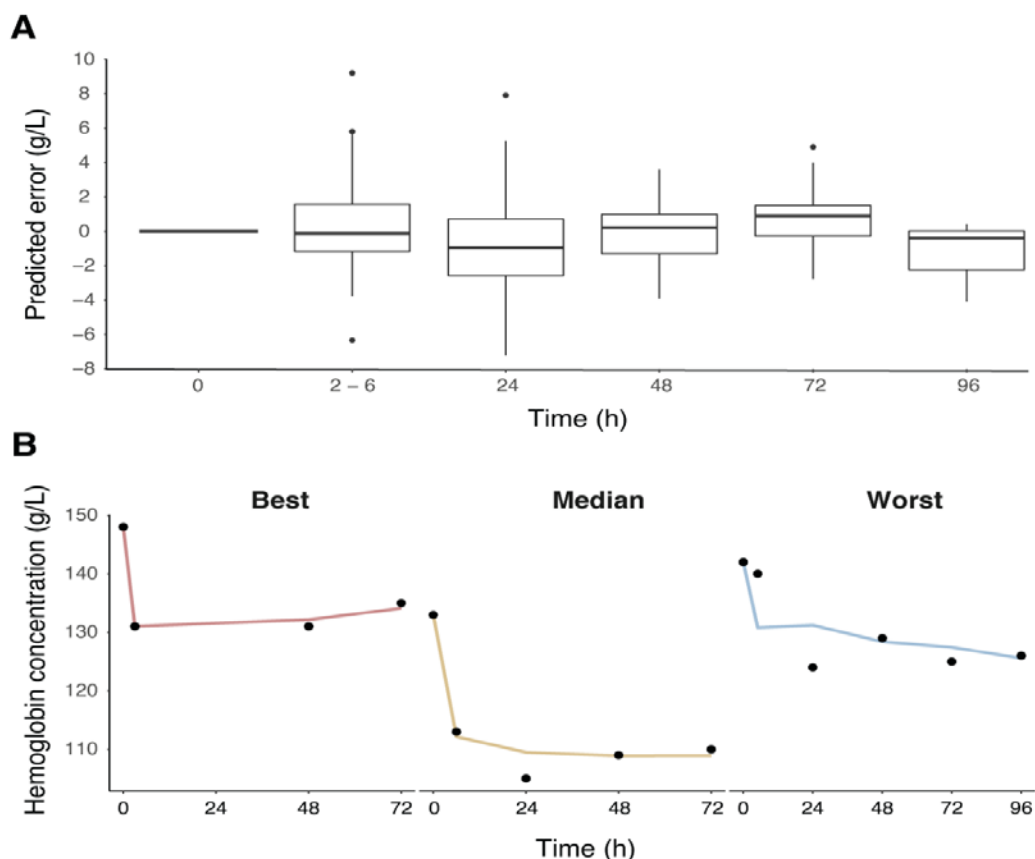 A
Predicted error (g/L)
10
8
6
4
2
0
−2
−4
−6
−8
0 2 – 6 24 48 72 96
Time (h)
B
Hemoglobin concentration (g/L)
Best Median Worst
150
140
130
120
110
0 24 48 72 0 24 48 72 0 24 48 72 96
Time (h)